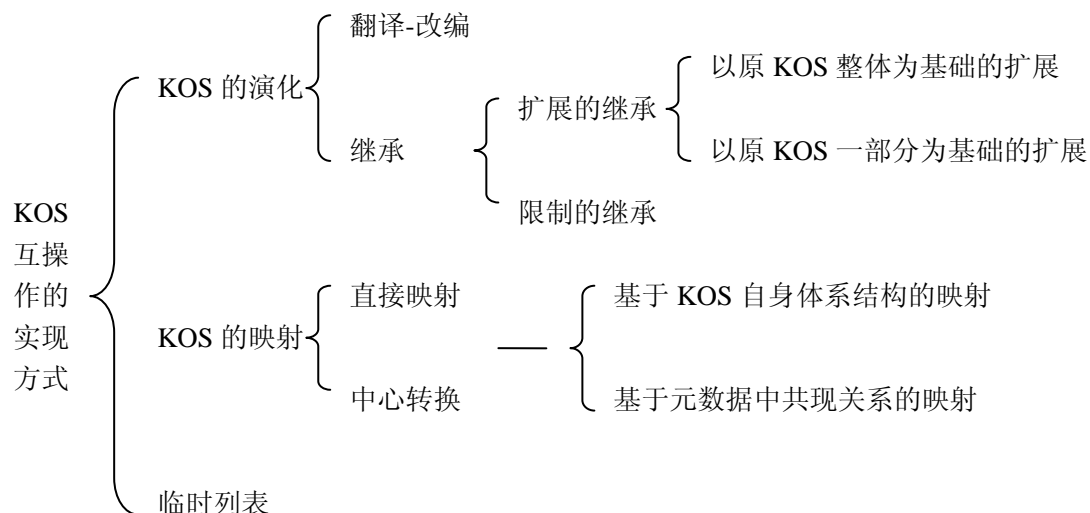 翻译-改编
以原 KOS 整体为基础的扩展
KOS 的演化
扩展的继承
继承
以原 KOS 一部分为基础的扩展
限制的继承
KOS
互操
作的
实现
方式
直接映射
基于 KOS 自身体系结构的映射
KOS 的映射
中心转换
基于元数据中共现关系的映射
临时列表